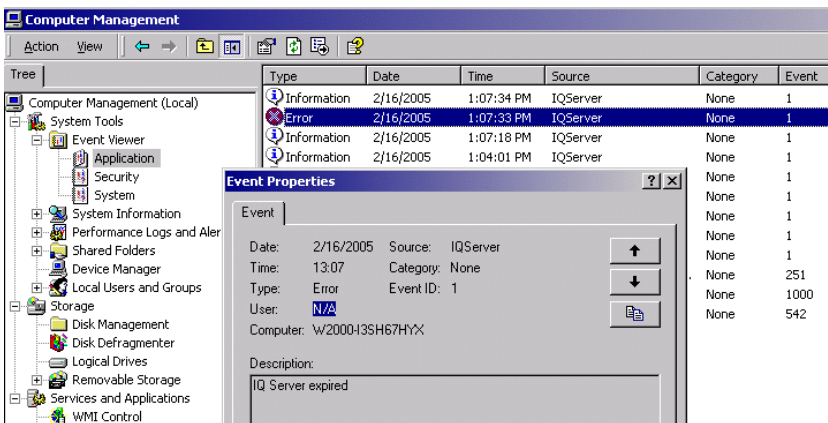 Computer Management
Action View
Tree
Type Date Time Source Category Event
Computer Management (Local)
System Tools
Event Viewer
Application
Security
System
System Information
Performance Logs and Aler
Shared Folders
Device Manager
Local Users and Groups
Storage
Disk Management
Disk Defragmenter
Logical Drives
Removable Storage
Services and Applications
WMI Control
Information 2/16/2005 1:07:34 PM IQServer None 1
Error 2/16/2005 1:07:33 PM IQServer None 1
Information 2/16/2005 1:07:18 PM IQServer None 1
Information 2/16/2005 1:04:01 PM IQServer None 1
None 1
None 1
None 1
None 1
None 1
None 251
None 1000
None 542
Event Properties
Event
Date: 2/16/2005 Source: IQServer
Time: 13:07 Category: None
Type: Error Event ID: 1
User: N/A
Computer: W2000-I3SH67HYX
Description:
IQ Server expired